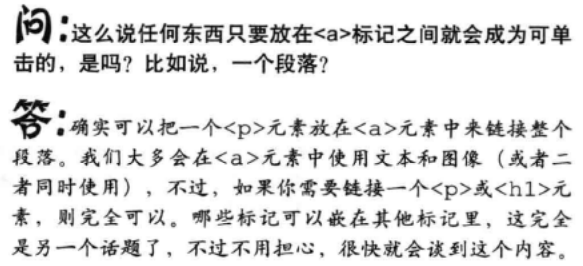 问：这么说任何东西只要放在<a>标记之间就会成为可单
击的，是吗？比如说，一个段落？
答：确实可以把一个<p>元素放在<a>元素中来链接整个
段落。我们大多会在<a>元素中使用文本和图像（或者二
者同时使用），不过，如果你需要链接一个<p>或<h1>元
素，则完全可以。哪些标记可以嵌在其他标记里，这完全
是另一个话题了，不过不用担心，很快就会谈到这个内容。